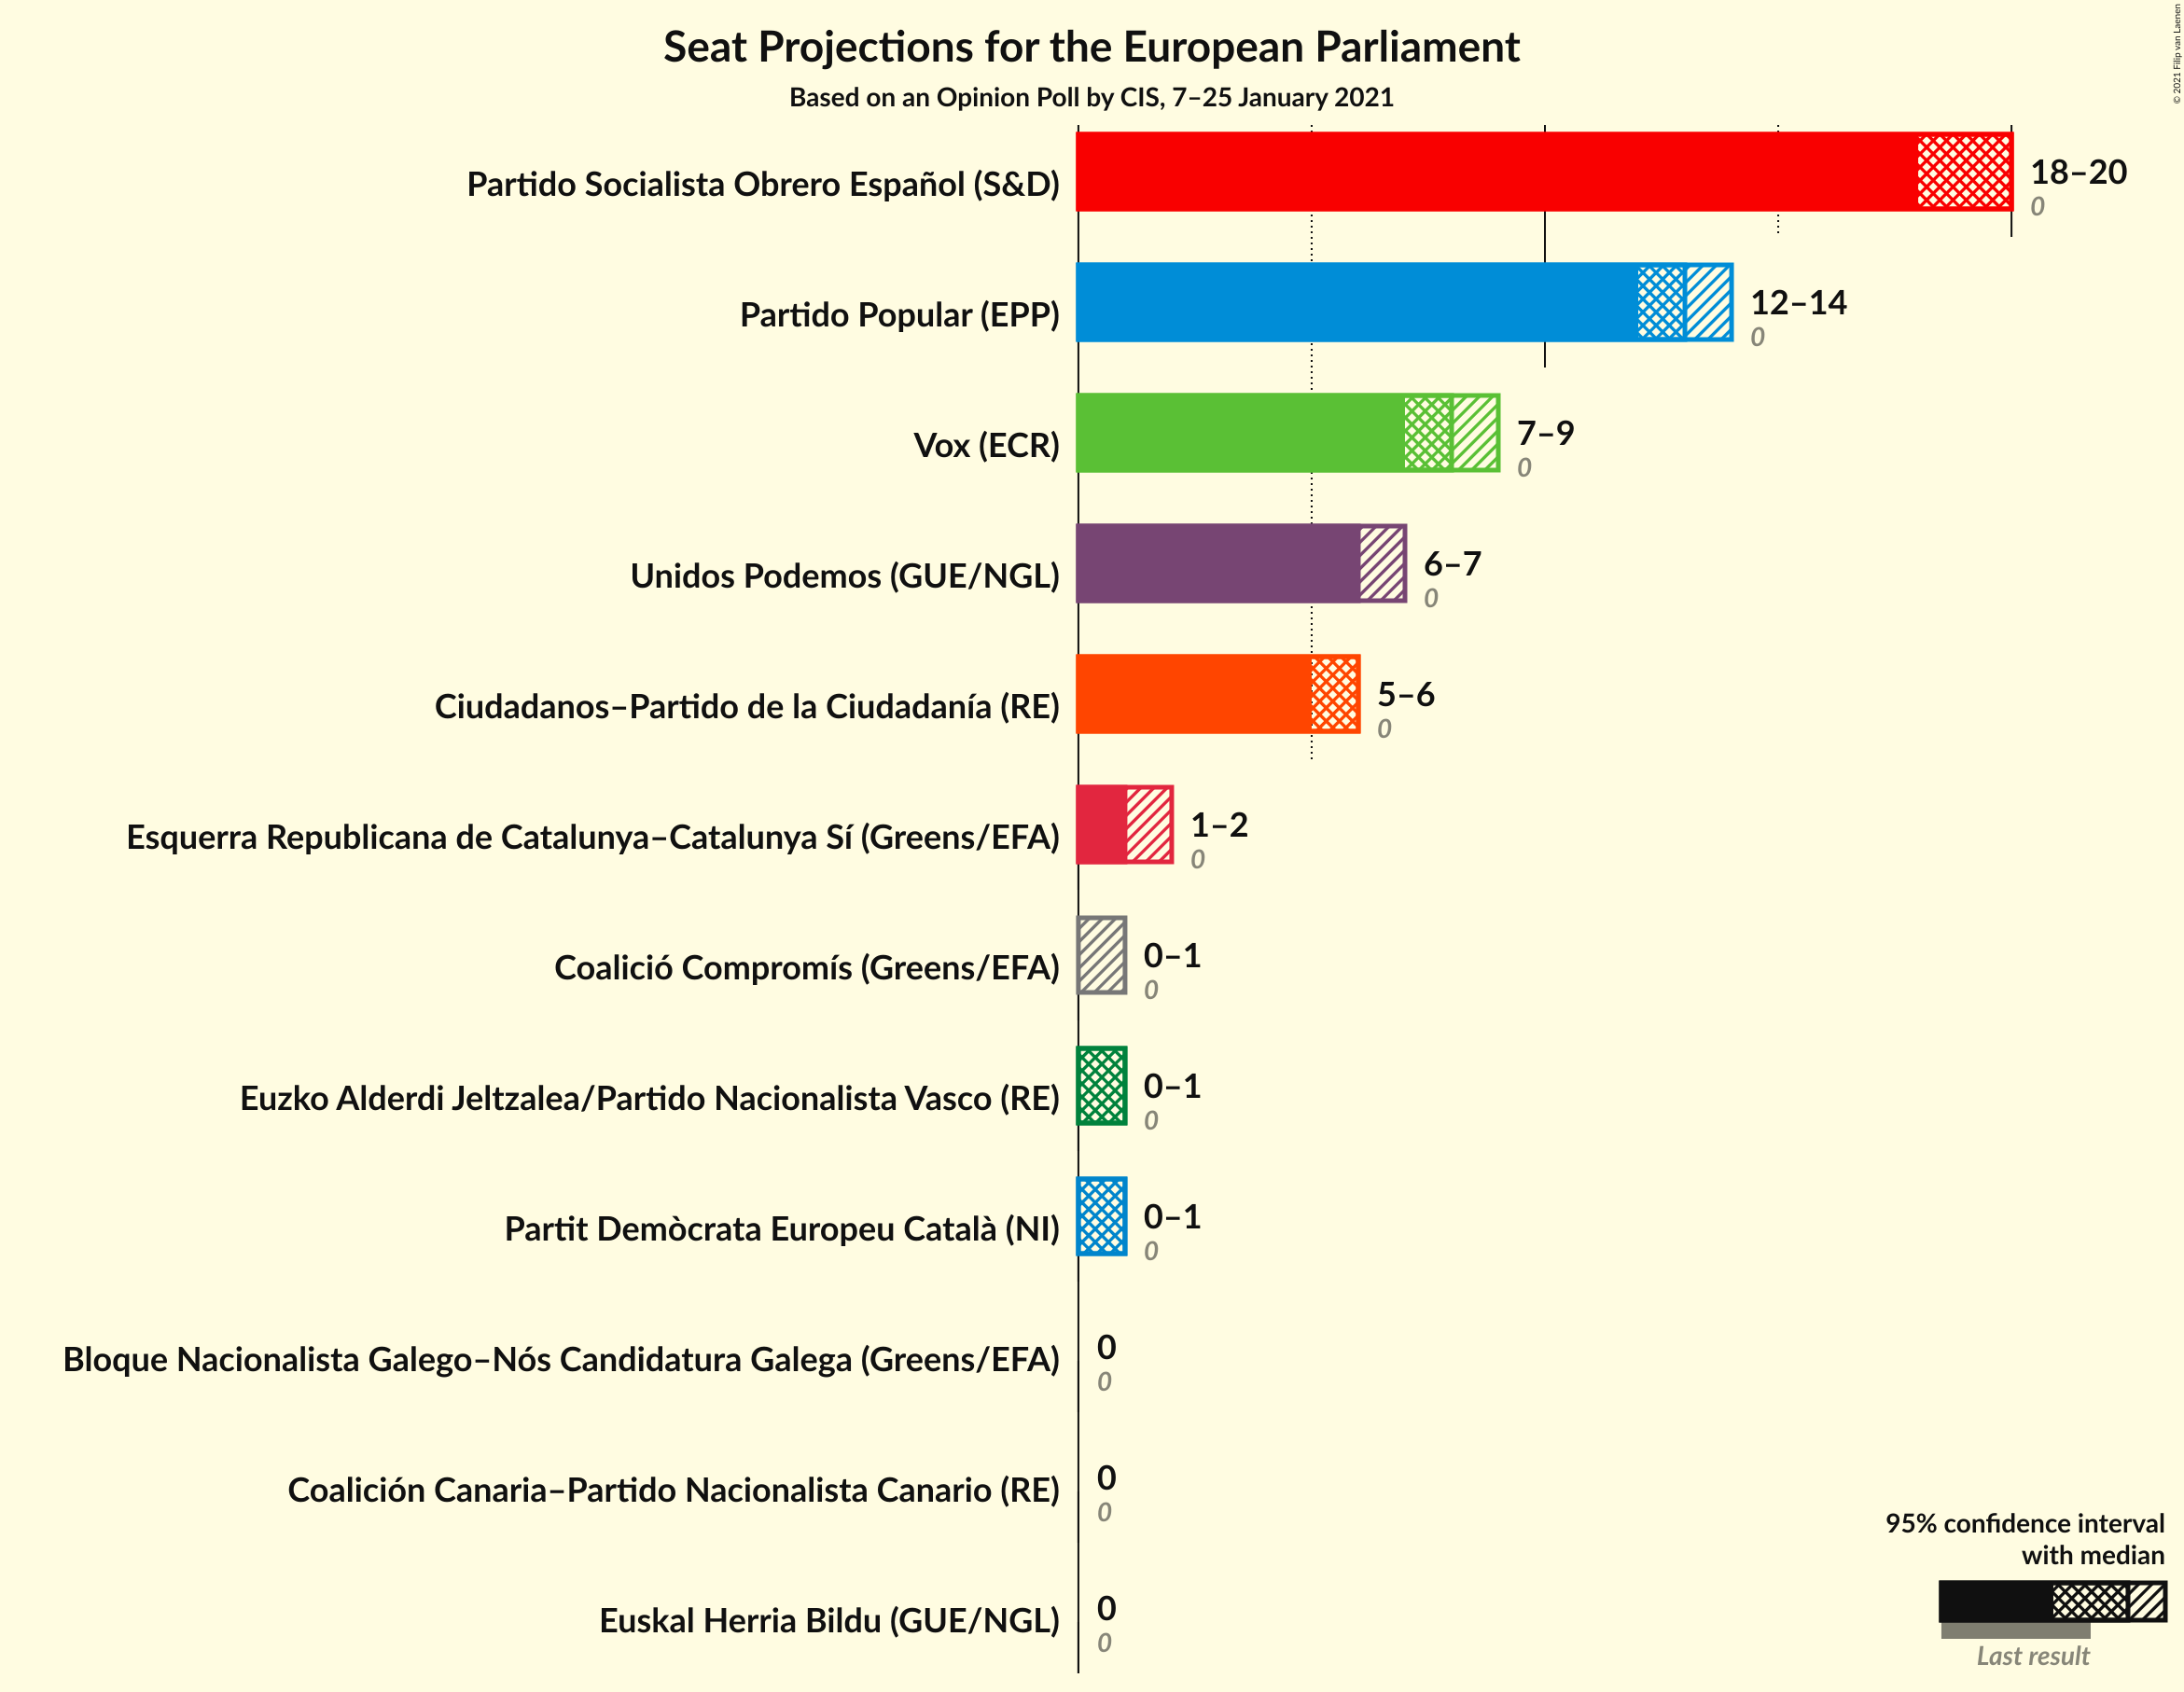 Seat Projections for the European Parliament
Based on an Opinion Poll by CIS, 7–25 January 2021
© 2021 Filip van Laenen
Partido Socialista Obrero Español (S&D)
18–20
0
Partido Popular (EPP)
12–14
0
Vox (ECR)
7–9
0
Unidos Podemos (GUE/NGL)
6–7
0
Ciudadanos–Partido de la Ciudadanía (RE)
5–6
0
Esquerra Republicana de Catalunya–Catalunya Sí (Greens/EFA)
1–2
0
Coalició Compromís (Greens/EFA)
0–1
0
Euzko Alderdi Jeltzalea/Partido Nacionalista Vasco (RE)
0–1
0
Partit Demòcrata Europeu Català (NI)
0–1
0
Bloque Nacionalista Galego–Nós Candidatura Galega (Greens/EFA)
0
0
Coalición Canaria–Partido Nacionalista Canario (RE)
0
0
Euskal Herria Bildu (GUE/NGL)
0
0
95% confidence interval
with median
Last result